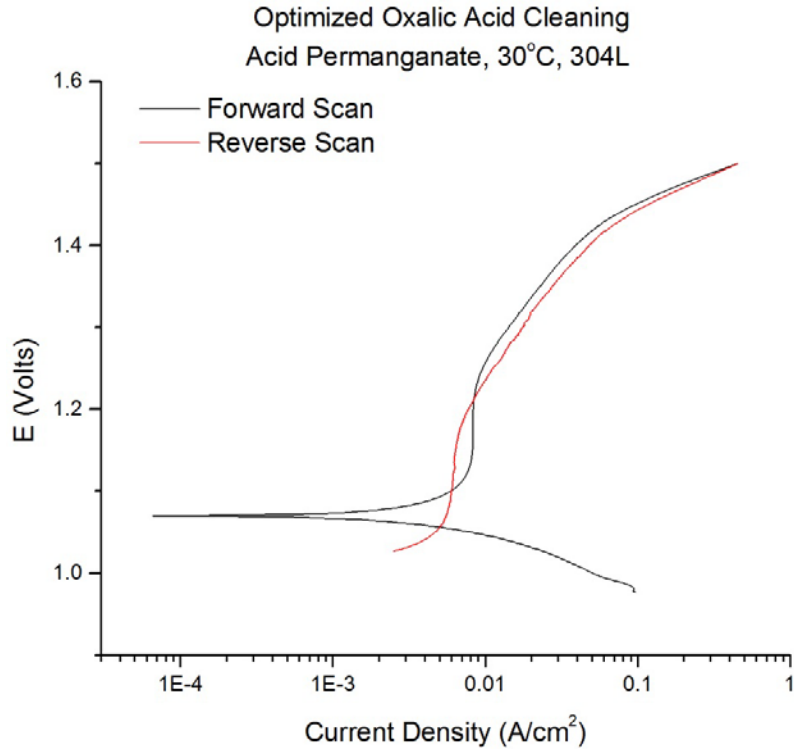 Optimized Oxalic Acid Cleaning
Acid Permanganate, 30°C, 304L
1.6
Forward Scan
Reverse Scan
1.4
1.2
1.0
E (Volts)
1E-4 1E-3 0.01 0.1 1
Current Density (A/cm²)